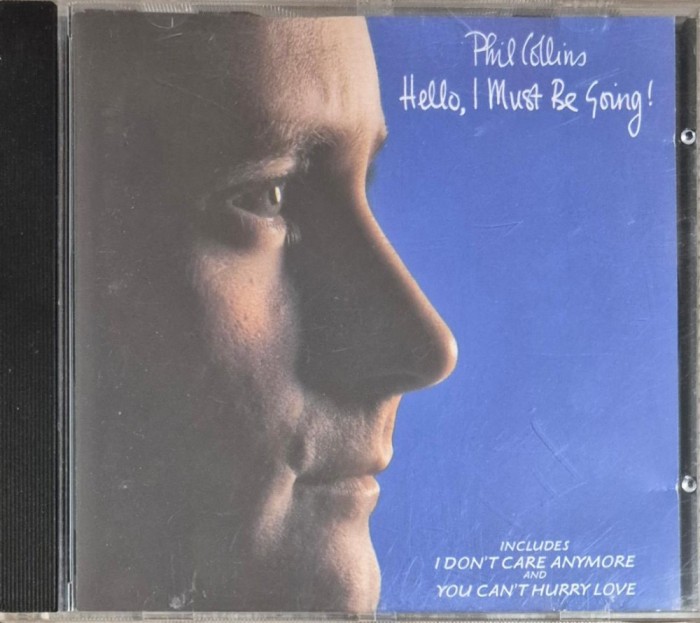 Phil Collins
Hello, I Must Be Going!
INCLUDES
I DON'T CARE ANYMORE
AND
YOU CAN'T HURRY LOVE